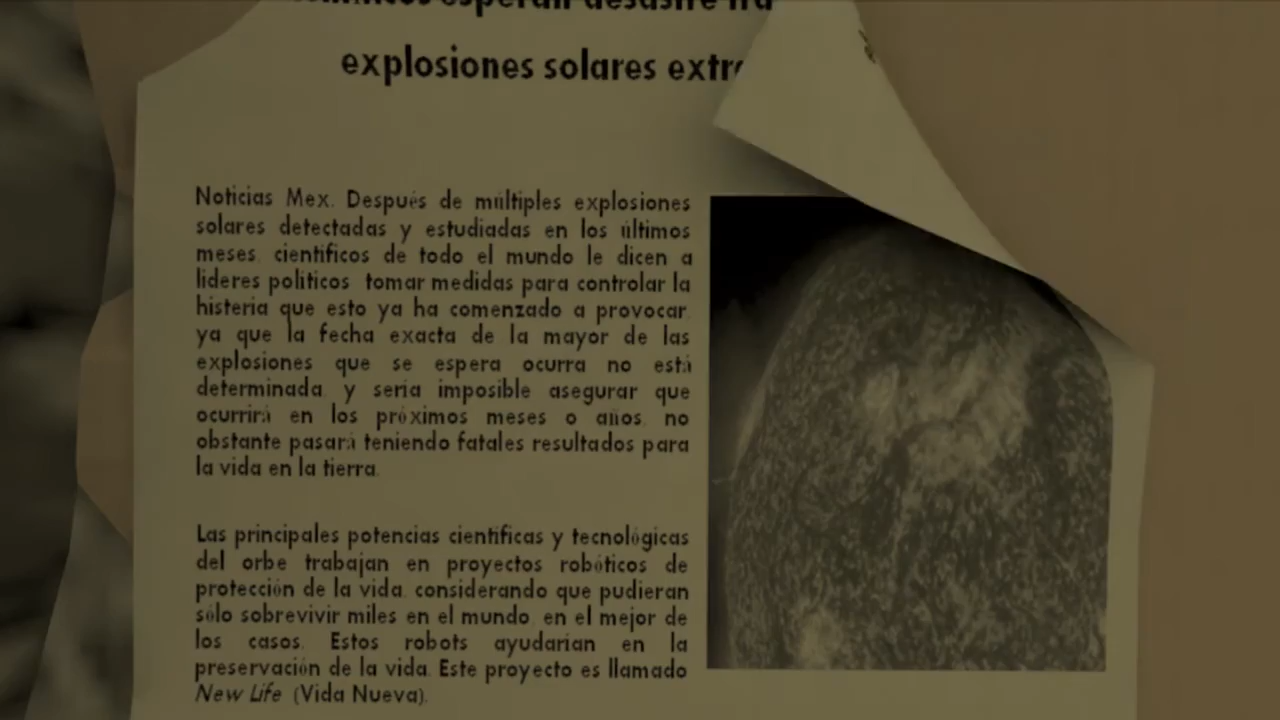 explosiones solares
Noticias Mex. Después de múltiples explosiones
solares detectadas y estudiadas en los últimos
meses, científicos de todo el mundo le dicen a
lideres politicos tomar medidas para controlar la
histeria que esto ya ha comenzado a provocar,
ya que la fecha exacta de la mayor de las
explosiones que se espera ocurra no está
determinada, y seria imposible asegurar que
ocurrirá en los próximos meses o años, no
obstante pasará teniendo fatales resultados para
la vida en la tierra.
Las principales potencias científicas y tecnológicas
del orbe trabajan en proyectos robóticos de
protección de la vida, considerando que pudieran
sólo sobrevivir miles en el mundo, en el mejor de
los casos. Estos robots ayudarían en la
preservación de la vida. Este proyecto es llamado
New Life (Vida Nueva).